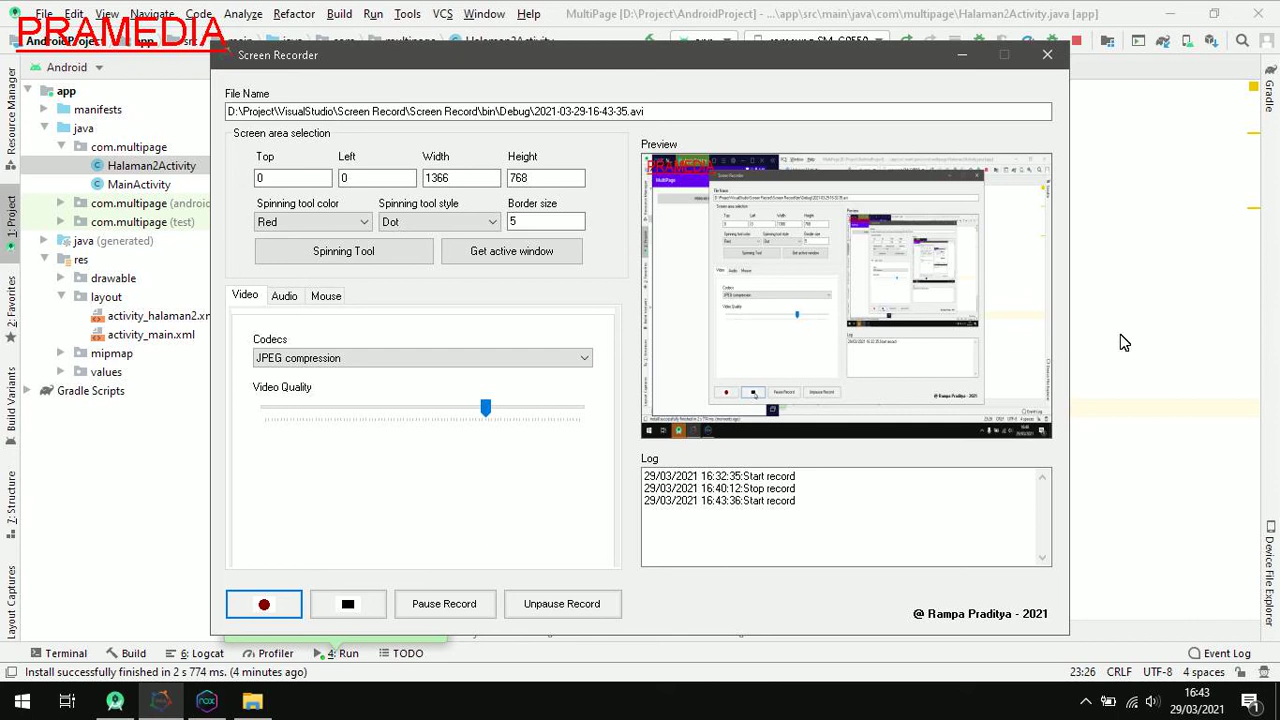 File Edit View Navigate Code Analyze Refactor Build Run Tools VCS Window Help MultiPage [D:\Project\AndroidProject\...\app\src\main\java\com\multipage\Halaman2Activity.java [app]
PRAMEDIA
AndroidProject
Screen Recorder
Android
app
manifests
java
com.multipage
Halaman2Activity
MainActivity
com.multipage (andro
com.multipage (test)
java (generated)
res
drawable
layout
activity_halaman2.xm
activity_main.xml
mipmap
values
Gradle Scripts
Resource Manager
2: Favorites
Build Variants
7: Structure
Layout Captures
File Name
D:\Project\VisualStudio\Screen Record\Screen Record\bin\Debug\2021-03-29-16-43-35.avi
Screen area selection
Top Left Width Height
0 0 1366 768
Spinning tool color Spinning tool style Border size
Red Dot 5
Spinning Tool Get active window
Video Audio Mouse
Codecs
JPEG compression
Video Quality
Preview
Log
29/03/2021 16:32:35:Start record
29/03/2021 16:40:12:Stop record
29/03/2021 16:43:36:Start record
Pause Record Unpause Record
@ Rampa Praditya - 2021
Gradle
Device File Explorer
Terminal Build 6: Logcat Profiler 4: Run TODO Event Log
Install successfully finished in 2 s 774 ms. (4 minutes ago) 23:26 CRLF UTF-8 4 spaces
16:43
29/03/2021